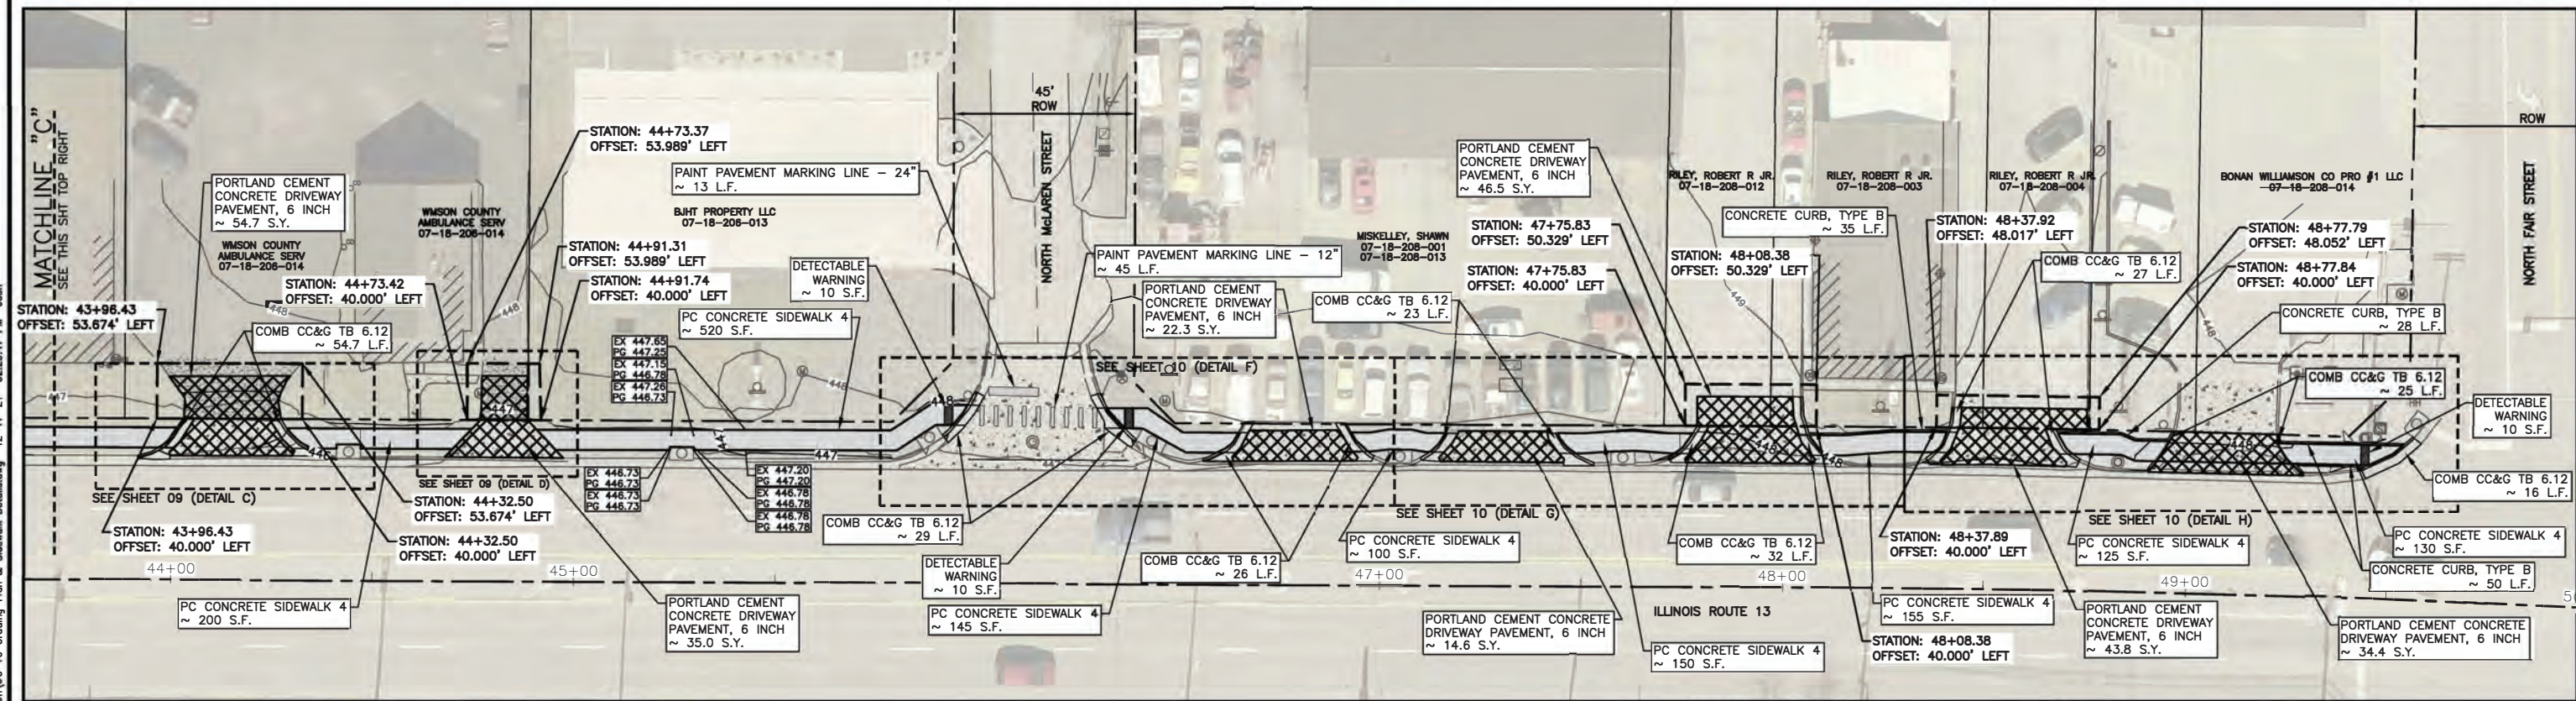 MATCHLINE "C"
SEE THIS SHT TOP RIGHT
STATION: 43+96.43
OFFSET: 53.674' LEFT
PORTLAND CEMENT
CONCRETE DRIVEWAY
PAVEMENT, 6 INCH
~ 54.7 S.Y.
WMSON COUNTY
AMBULANCE SERV
07-18-206-014
448
STATION: 44+73.42
OFFSET: 40.000' LEFT
COMB CC&G TB 6.12
~ 54.7 L.F.
WMSON COUNTY
AMBULANCE SERV
07-18-206-014
448
STATION: 44+73.37
OFFSET: 53.989' LEFT
PAINT PAVEMENT MARKING LINE - 24"
~ 13 L.F.
BJHT PROPERTY LLC
07-18-206-013
STATION: 44+91.31
OFFSET: 53.989' LEFT
STATION: 44+91.74
OFFSET: 40.000' LEFT
DETECTABLE
WARNING
~ 10 S.F.
PC CONCRETE SIDEWALK 4
~ 520 S.F.
EX 447.65
PG 447.25
EX 447.15
PG 446.78
EX 447.26
PG 446.73
45'
ROW
NORTH McLAREN STREET
PAINT PAVEMENT MARKING LINE - 12"
~ 45 L.F.
PORTLAND CEMENT
CONCRETE DRIVEWAY
PAVEMENT, 6 INCH
~ 22.3 S.Y.
SEE SHEET 10 (DETAIL F)
COMB CC&G TB 6.12
~ 23 L.F.
MISKELLEY, SHAWN
07-18-208-001
07-18-208-013
PORTLAND CEMENT
CONCRETE DRIVEWAY
PAVEMENT, 6 INCH
~ 46.5 S.Y.
STATION: 47+75.83
OFFSET: 50.329' LEFT
STATION: 47+75.83
OFFSET: 40.000' LEFT
RILEY, ROBERT R JR.
07-18-208-012
STATION: 48+08.38
OFFSET: 50.329' LEFT
449
CONCRETE CURB, TYPE B
~ 35 L.F.
RILEY, ROBERT R JR.
07-18-208-003
RILEY, ROBERT R JR.
07-18-208-004
STATION: 48+37.92
OFFSET: 48.017' LEFT
COMB CC&G TB 6.12
~ 27 L.F.
BONAN WILLIAMSON CO PRO #1 LLC
07-18-208-014
STATION: 48+77.79
OFFSET: 48.052' LEFT
STATION: 48+77.84
OFFSET: 40.000' LEFT
448
CONCRETE CURB, TYPE B
~ 28 L.F.
COMB CC&G TB 6.12
~ 25 L.F.
ROW
NORTH FAIR STREET
DETECTABLE
WARNING
~ 10 S.F.
COMB CC&G TB 6.12
~ 16 L.F.
447
446
447
447
447
448
448
448
448
448
SEE SHEET 09 (DETAIL C)
SEE SHEET 09 (DETAIL D)
STATION: 43+96.43
OFFSET: 40.000' LEFT
STATION: 44+32.50
OFFSET: 53.674' LEFT
STATION: 44+32.50
OFFSET: 40.000' LEFT
EX 446.73
PG 446.73
EX 446.73
PG 446.73
EX 447.20
PG 447.20
EX 446.78
PG 446.78
EX 446.78
PG 446.78
COMB CC&G TB 6.12
~ 29 L.F.
DETECTABLE
WARNING
~ 10 S.F.
COMB CC&G TB 6.12
~ 26 L.F.
PC CONCRETE SIDEWALK 4
~ 100 S.F.
SEE SHEET 10 (DETAIL G)
COMB CC&G TB 6.12
~ 32 L.F.
STATION: 48+37.89
OFFSET: 40.000' LEFT
SEE SHEET 10 (DETAIL H)
PC CONCRETE SIDEWALK 4
~ 125 S.F.
PC CONCRETE SIDEWALK 4
~ 130 S.F.
CONCRETE CURB, TYPE B
~ 50 L.F.
44+00
45+00
47+00
48+00
49+00
PC CONCRETE SIDEWALK 4
~ 200 S.F.
PORTLAND CEMENT
CONCRETE DRIVEWAY
PAVEMENT, 6 INCH
~ 35.0 S.Y.
PC CONCRETE SIDEWALK 4
~ 145 S.F.
PORTLAND CEMENT CONCRETE
DRIVEWAY PAVEMENT, 6 INCH
~ 14.6 S.Y.
ILLINOIS ROUTE 13
PC CONCRETE SIDEWALK 4
~ 150 S.F.
PC CONCRETE SIDEWALK 4
~ 155 S.F.
STATION: 48+08.38
OFFSET: 40.000' LEFT
PORTLAND CEMENT
CONCRETE DRIVEWAY
PAVEMENT, 6 INCH
~ 43.8 S.Y.
PORTLAND CEMENT CONCRETE
DRIVEWAY PAVEMENT, 6 INCH
~ 34.4 S.Y.